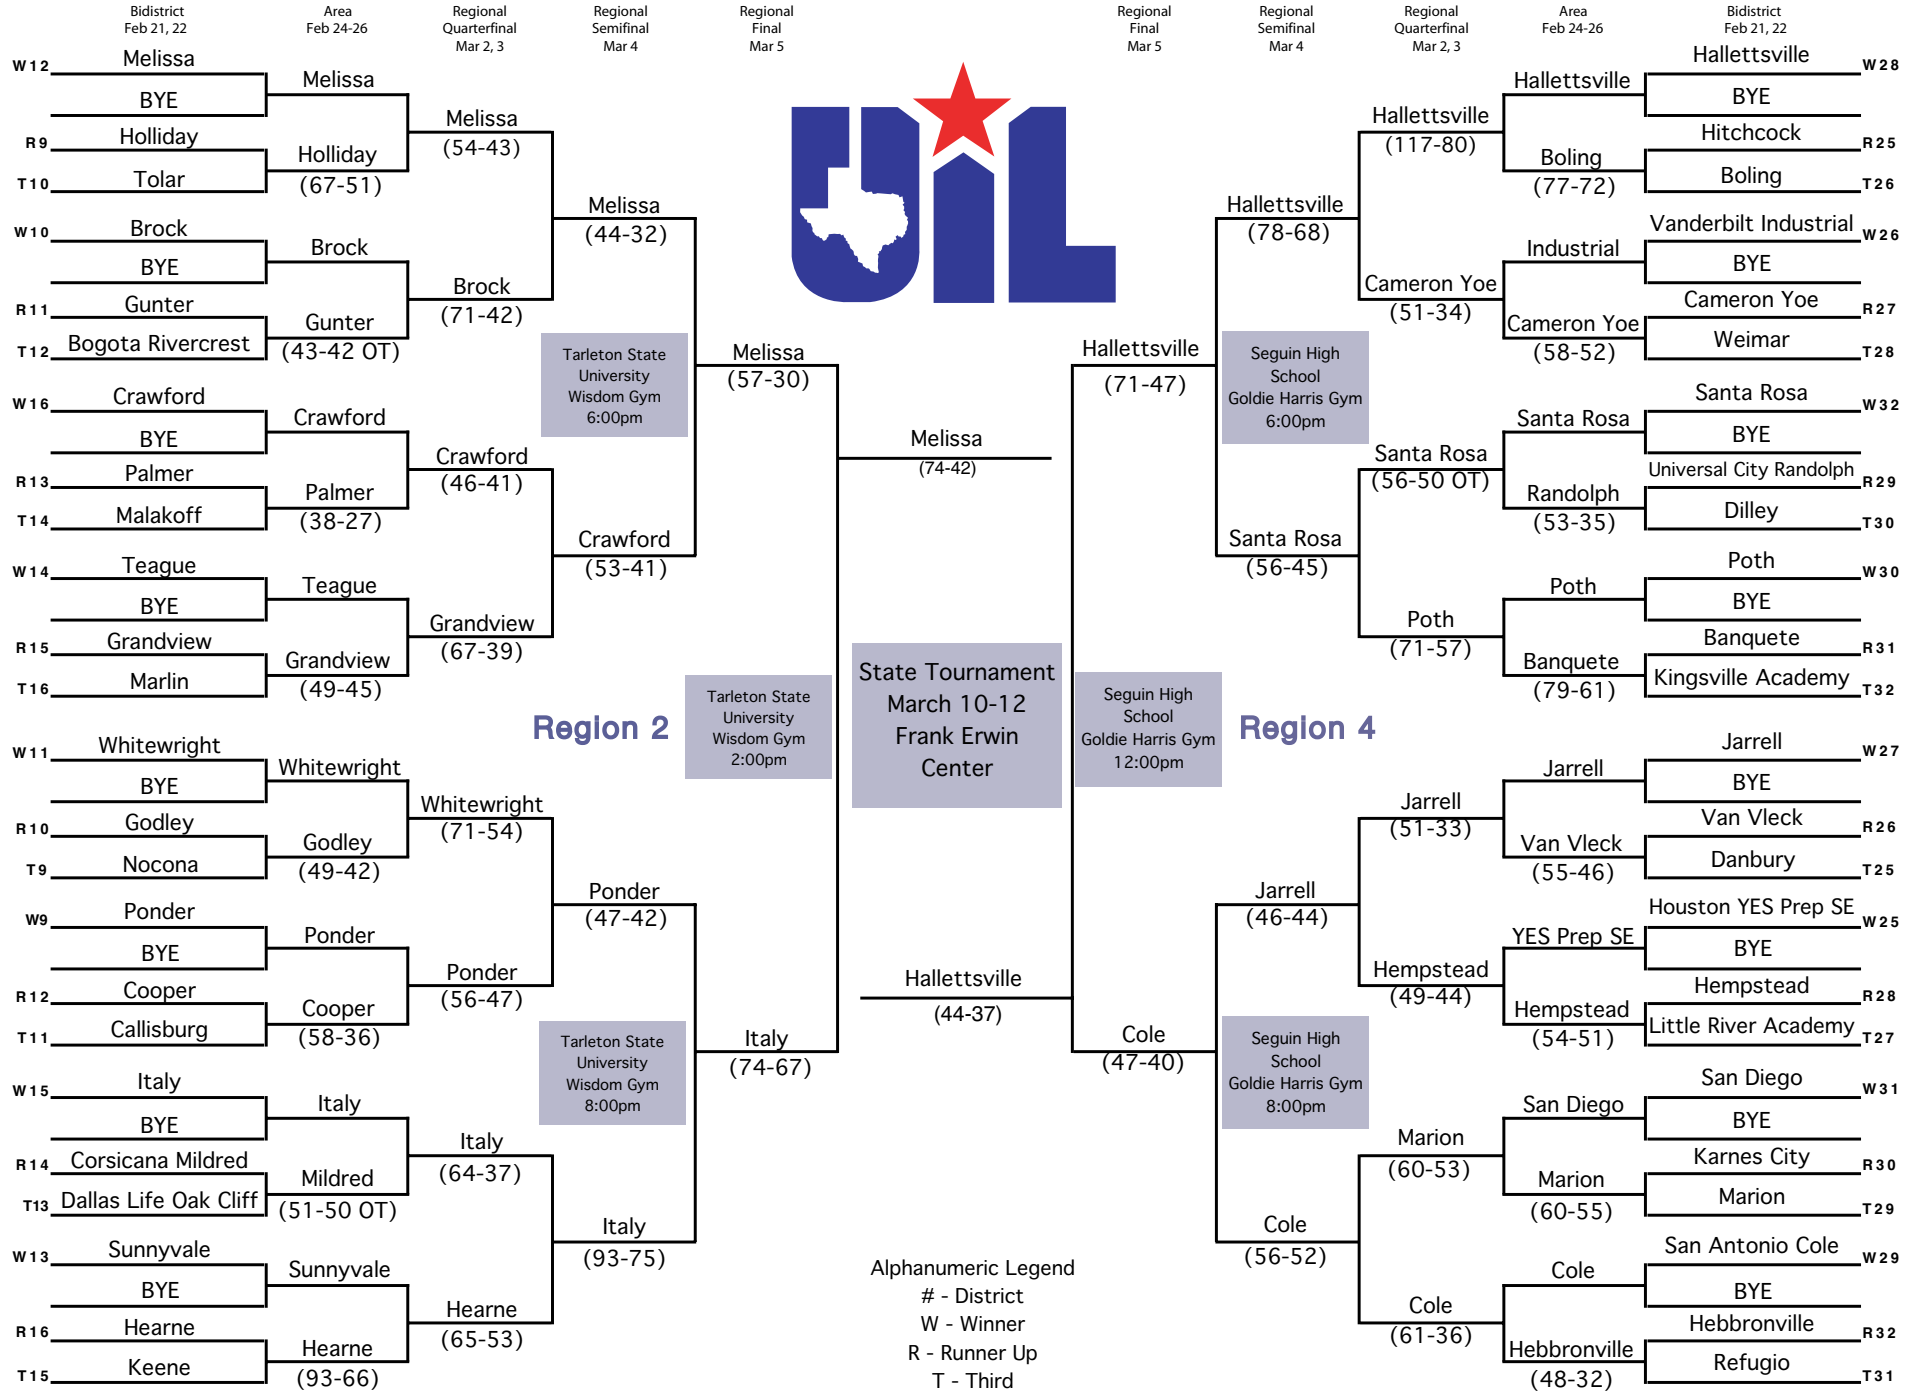 Bidistrict
Feb 21, 22
Area
Feb 24-26
Regional
Quarterfinal
Mar 2, 3
Regional
Semifinal
Mar 4
Regional
Final
Mar 5
Regional
Final
Mar 5
Regional
Semifinal
Mar 4
Regional
Quarterfinal
Mar 2, 3
Area
Feb 24-26
Bidistrict
Feb 21, 22
UIL
W12
Melissa
BYE
R9
Holliday
T10
Tolar
W10
Brock
BYE
R11
Gunter
T12
Bogota Rivercrest
W16
Crawford
BYE
R13
Palmer
T14
Malakoff
W14
Teague
BYE
R15
Grandview
T16
Marlin
W11
Whitewright
BYE
R10
Godley
T9
Nocona
W9
Ponder
BYE
R12
Cooper
T11
Callisburg
W15
Italy
BYE
R14
Corsicana Mildred
T13
Dallas Life Oak Cliff
W13
Sunnyvale
BYE
R16
Hearne
T15
Keene
Melissa
Holliday
(67-51)
Brock
Gunter
(43-42 OT)
Crawford
Palmer
(38-27)
Teague
Grandview
(49-45)
Whitewright
Godley
(49-42)
Ponder
Cooper
(58-36)
Italy
Mildred
(51-50 OT)
Sunnyvale
Hearne
(93-66)
Melissa
(54-43)
Brock
(71-42)
Crawford
(46-41)
Grandview
(67-39)
Whitewright
(71-54)
Ponder
(56-47)
Italy
(64-37)
Hearne
(65-53)
Melissa
(44-32)
Tarleton State
University
Wisdom Gym
6:00pm
Crawford
(53-41)
Region 2
Ponder
(47-42)
Tarleton State
University
Wisdom Gym
8:00pm
Italy
(93-75)
Melissa
(57-30)
Tarleton State
University
Wisdom Gym
2:00pm
Italy
(74-67)
Melissa
(74-42)
State Tournament
March 10-12
Frank Erwin
Center
Hallettsville
(44-37)
Alphanumeric Legend
# - District
W - Winner
R - Runner Up
T - Third
Hallettsville
(71-47)
Seguin High
School
Goldie Harris Gym
12:00pm
Cole
(47-40)
Hallettsville
(78-68)
Seguin High
School
Goldie Harris Gym
6:00pm
Santa Rosa
(56-45)
Region 4
Jarrell
(46-44)
Seguin High
School
Goldie Harris Gym
8:00pm
Cole
(56-52)
Hallettsville
(117-80)
Cameron Yoe
(51-34)
Santa Rosa
(56-50 OT)
Poth
(71-57)
Jarrell
(51-33)
Hempstead
(49-44)
Marion
(60-53)
Cole
(61-36)
Hallettsville
Boling
(77-72)
Industrial
Cameron Yoe
(58-52)
Santa Rosa
Randolph
(53-35)
Poth
Banquete
(79-61)
Jarrell
Van Vleck
(55-46)
YES Prep SE
Hempstead
(54-51)
San Diego
Marion
(60-55)
Cole
Hebbronville
(48-32)
Hallettsville
W28
BYE
Hitchcock
R25
Boling
T26
Vanderbilt Industrial
W26
BYE
Cameron Yoe
R27
Weimar
T28
Santa Rosa
W32
BYE
Universal City Randolph
R29
Dilley
T30
Poth
W30
BYE
Banquete
R31
Kingsville Academy
T32
Jarrell
W27
BYE
Van Vleck
R26
Danbury
T25
Houston YES Prep SE
W25
BYE
Hempstead
R28
Little River Academy
T27
San Diego
W31
BYE
Karnes City
R30
Marion
T29
San Antonio Cole
W29
BYE
Hebbronville
R32
Refugio
T31